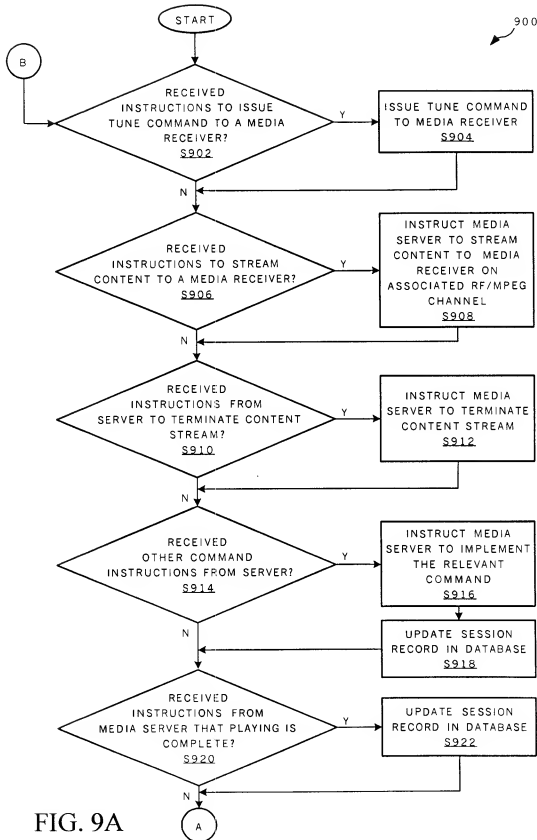 START
900
B
RECEIVED
INSTRUCTIONS TO ISSUE
TUNE COMMAND TO A MEDIA
RECEIVER?
S902
Y
ISSUE TUNE COMMAND
TO MEDIA RECEIVER
S904
N
RECEIVED
INSTRUCTIONS TO STREAM
CONTENT TO A MEDIA RECEIVER?
S906
Y
INSTRUCT MEDIA
SERVER TO STREAM
CONTENT TO MEDIA
RECEIVER ON
ASSOCIATED RF/MPEG
CHANNEL
S908
N
RECEIVED
INSTRUCTIONS FROM
SERVER TO TERMINATE CONTENT
STREAM?
S910
Y
INSTRUCT MEDIA
SERVER TO TERMINATE
CONTENT STREAM
S912
N
RECEIVED
OTHER COMMAND
INSTRUCTIONS FROM SERVER?
S914
Y
INSTRUCT MEDIA
SERVER TO IMPLEMENT
THE RELEVANT
COMMAND
S916
N
UPDATE SESSION
RECORD IN DATABASE
S918
RECEIVED
INSTRUCTIONS FROM
MEDIA SERVER THAT PLAYING IS
COMPLETE?
S920
Y
UPDATE SESSION
RECORD IN DATABASE
S922
N
A
FIG. 9A